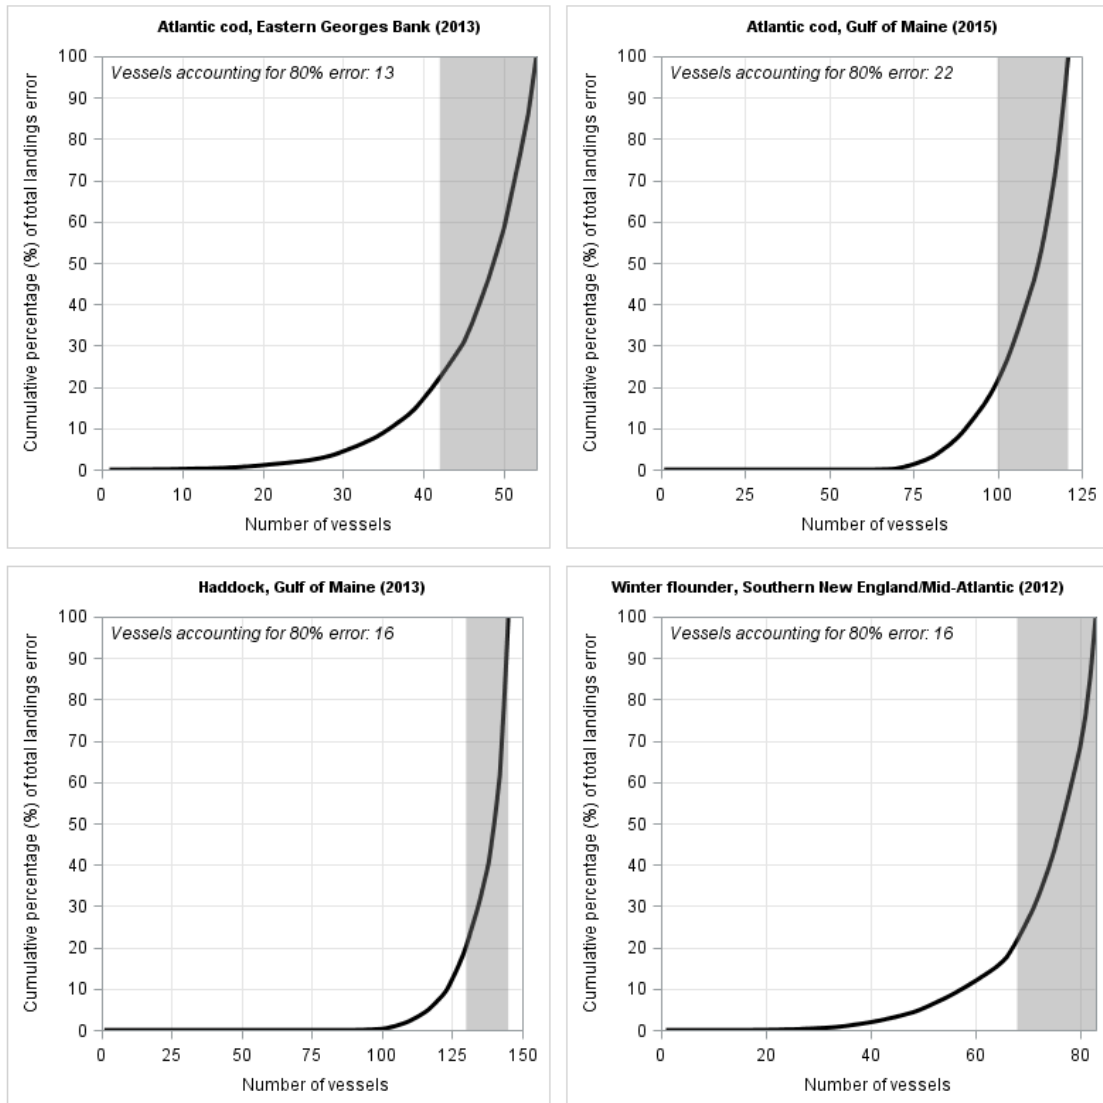 Atlantic cod, Eastern Georges Bank (2013)
Vessels accounting for 80% error: 13
Cumulative percentage (%) of total landings error
100
90
80
70
60
50
40
30
20
10
0
0 10 20 30 40 50
Number of vessels
Atlantic cod, Gulf of Maine (2015)
Vessels accounting for 80% error: 22
Cumulative percentage (%) of total landings error
100
90
80
70
60
50
40
30
20
10
0
0 25 50 75 100 125
Number of vessels
Haddock, Gulf of Maine (2013)
Vessels accounting for 80% error: 16
Cumulative percentage (%) of total landings error
100
90
80
70
60
50
40
30
20
10
0
0 25 50 75 100 125 150
Number of vessels
Winter flounder, Southern New England/Mid-Atlantic (2012)
Vessels accounting for 80% error: 16
Cumulative percentage (%) of total landings error
100
90
80
70
60
50
40
30
20
10
0
0 20 40 60 80
Number of vessels